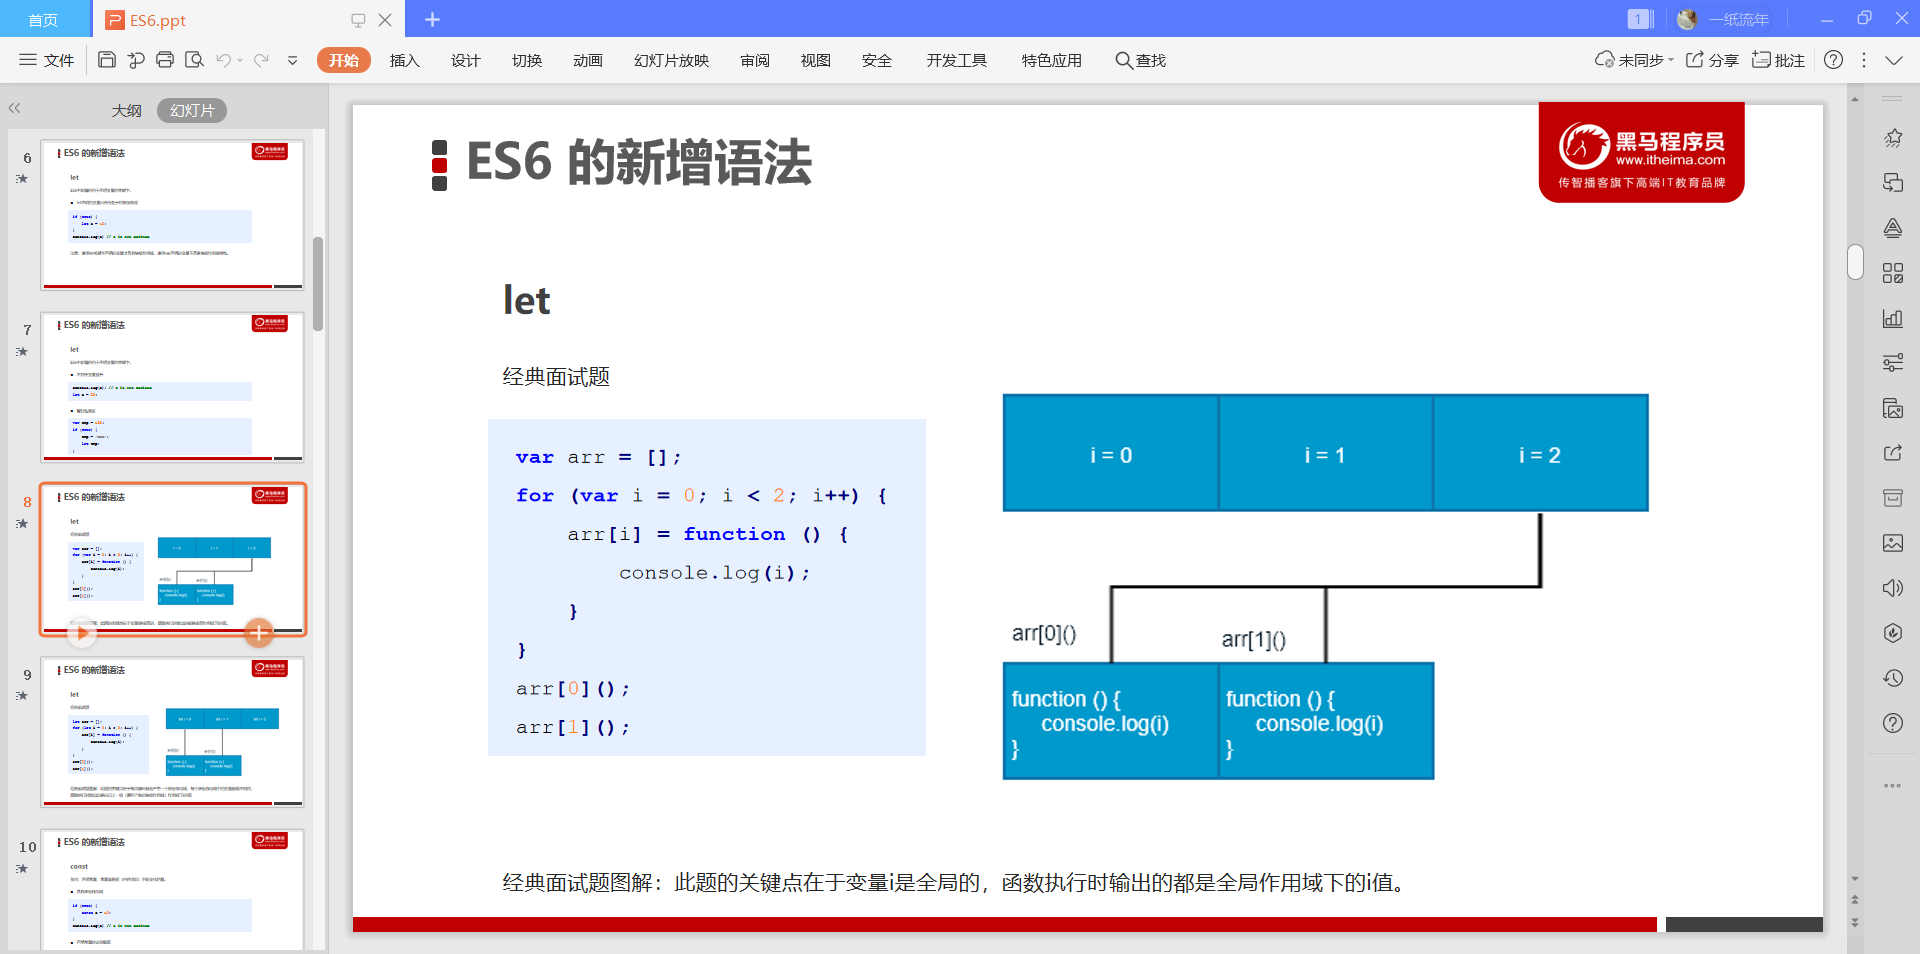 首页
ES6.ppt
1
一纸流年
文件
开始
插入
设计
切换
动画
幻灯片放映
审阅
视图
安全
开发工具
特色应用
查找
未同步
分享
批注
大纲
幻灯片
6
ES6 的新增语法
let
7
ES6 的新增语法
let
8
ES6 的新增语法
let
9
ES6 的新增语法
let
10
ES6 的新增语法
const
ES6 的新增语法
黑马程序员
www.itheima.com
传智播客旗下高端IT教育品牌
let
经典面试题
var arr = [];
for (var i = 0; i < 2; i++) {
arr[i] = function () {
console.log(i);
}
}
arr[0]();
arr[1]();
i = 0
i = 1
i = 2
arr[0]()
arr[1]()
function () {
console.log(i)
}
function () {
console.log(i)
}
经典面试题图解：此题的关键点在于变量i是全局的，函数执行时输出的都是全局作用域下的i值。